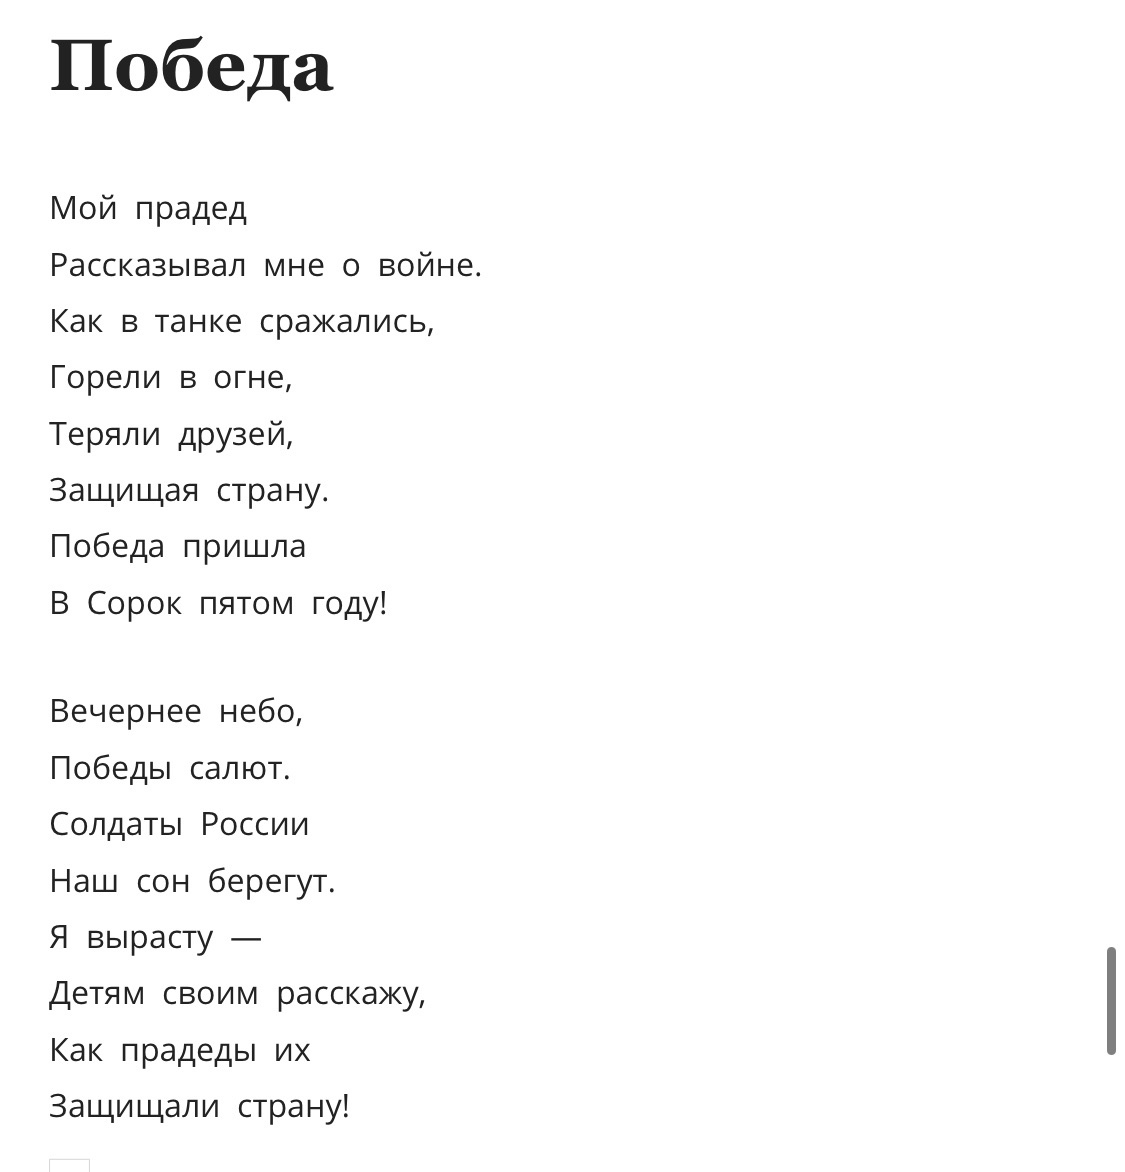 Победа
Мой прадед
Рассказывал мне о войне.
Как в танке сражались,
Горели в огне,
Теряли друзей,
Защищая страну.
Победа пришла
В Сорок пятом году!
Вечернее небо,
Победы салют.
Солдаты России
Наш сон берегут.
Я вырасту —
Детям своим расскажу,
Как прадеды их
Защищали страну!